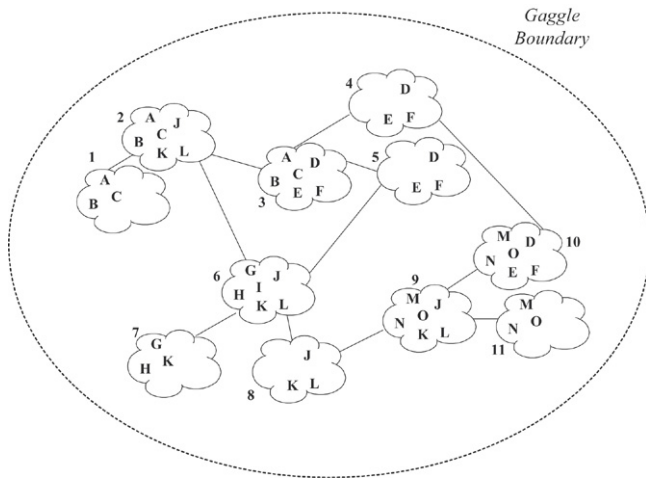 Gaggle
Boundary
4
D
E F
2
A J
C
B
K L
1
A
B C
A D
B C
E F
3
5
D
E F
6
G J
I
H
K L
7
G
H K
J
K L
8
9
M J
O
N
K L
10
M D
O
N
E F
M
N O
11